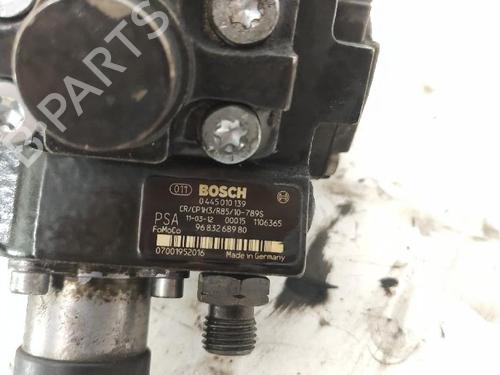 B-PARTS
011 BOSCH
0 445 010 139
CR/CP1H3/R85/10-789S
PSA 11-03-12 00015 1106365
FoMoCo 96 832 689 80
07001952016 Made in Germany